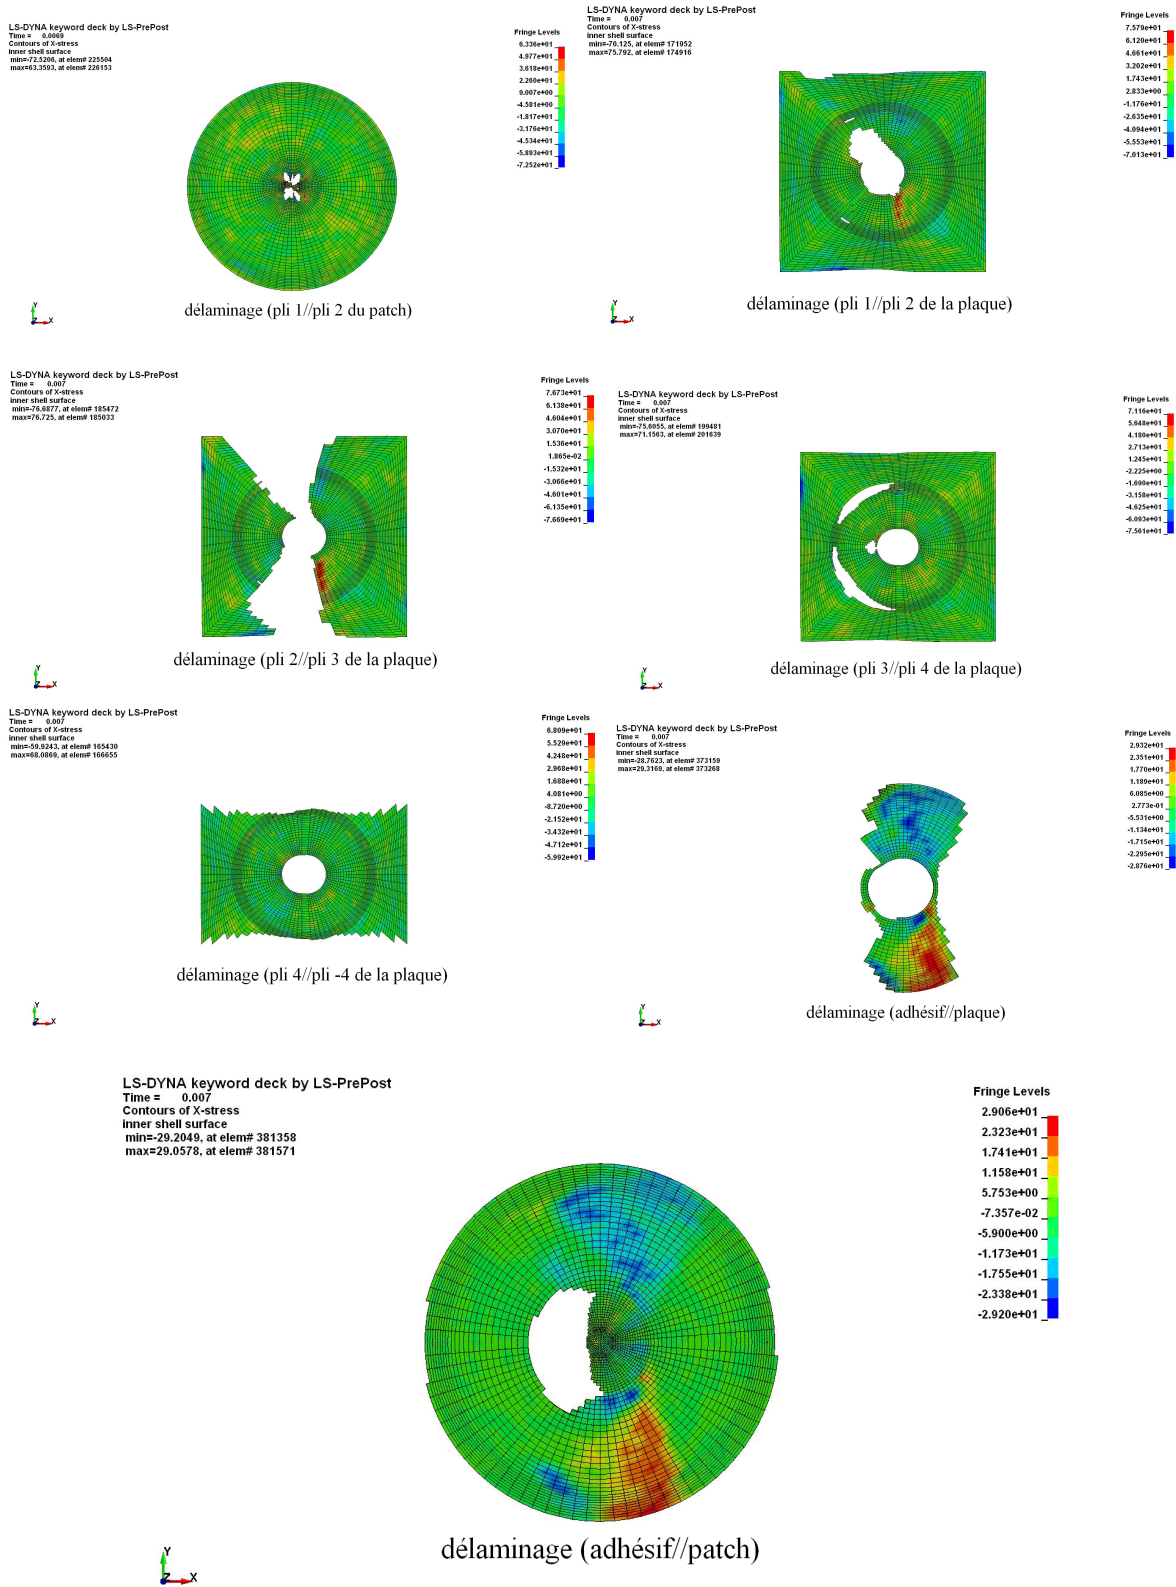 LS-DYNA keyword deck by LS-PrePost
Time = 0.0069
Contours of X-stress
inner shell surface
min=-72.5206, at elem# 225504
max=63.3593, at elem# 226153
Fringe Levels
6.336e+01
4.977e+01
3.618e+01
2.260e+01
9.007e+00
-4.581e+00
-1.817e+01
-3.176e+01
-4.534e+01
-5.893e+01
-7.252e+01
Y
Z X
délaminage (pli 1//pli 2 du patch)
LS-DYNA keyword deck by LS-PrePost
Time = 0.007
Contours of X-stress
inner shell surface
min=-70.125, at elem# 171952
max=75.792, at elem# 174916
Fringe Levels
7.579e+01
6.120e+01
4.661e+01
3.202e+01
1.743e+01
2.833e+00
-1.176e+01
-2.635e+01
-4.094e+01
-5.553e+01
-7.013e+01
Y
Z X
délaminage (pli 1//pli 2 de la plaque)
LS-DYNA keyword deck by LS-PrePost
Time = 0.007
Contours of X-stress
inner shell surface
min=-76.6877, at elem# 185472
max=76.725, at elem# 185033
Fringe Levels
7.673e+01
6.138e+01
4.604e+01
3.070e+01
1.536e+01
1.865e-02
-1.532e+01
-3.066e+01
-4.601e+01
-6.135e+01
-7.669e+01
Y
Z X
délaminage (pli 2//pli 3 de la plaque)
LS-DYNA keyword deck by LS-PrePost
Time = 0.007
Contours of X-stress
inner shell surface
min=-75.6055, at elem# 199481
max=71.1563, at elem# 201639
Fringe Levels
7.116e+01
5.648e+01
4.180e+01
2.713e+01
1.245e+01
-2.225e+00
-1.690e+01
-3.158e+01
-4.625e+01
-6.093e+01
-7.561e+01
Y
Z X
délaminage (pli 3//pli 4 de la plaque)
LS-DYNA keyword deck by LS-PrePost
Time = 0.007
Contours of X-stress
inner shell surface
min=-59.9243, at elem# 165430
max=68.0869, at elem# 166655
Fringe Levels
6.809e+01
5.529e+01
4.248e+01
2.968e+01
1.688e+01
4.081e+00
-8.720e+00
-2.152e+01
-3.432e+01
-4.712e+01
-5.992e+01
Y
Z X
délaminage (pli 4//pli -4 de la plaque)
LS-DYNA keyword deck by LS-PrePost
Time = 0.007
Contours of X-stress
inner shell surface
min=-28.7623, at elem# 373159
max=29.3169, at elem# 373268
Fringe Levels
2.932e+01
2.351e+01
1.770e+01
1.189e+01
6.085e+00
2.773e-01
-5.531e+00
-1.134e+01
-1.715e+01
-2.295e+01
-2.876e+01
Y
Z X
délaminage (adhésif//plaque)
LS-DYNA keyword deck by LS-PrePost
Time = 0.007
Contours of X-stress
inner shell surface
min=-29.2049, at elem# 381358
max=29.0578, at elem# 381571
Fringe Levels
2.906e+01
2.323e+01
1.741e+01
1.158e+01
5.753e+00
-7.357e-02
-5.900e+00
-1.173e+01
-1.755e+01
-2.338e+01
-2.920e+01
Y
Z X
délaminage (adhésif//patch)